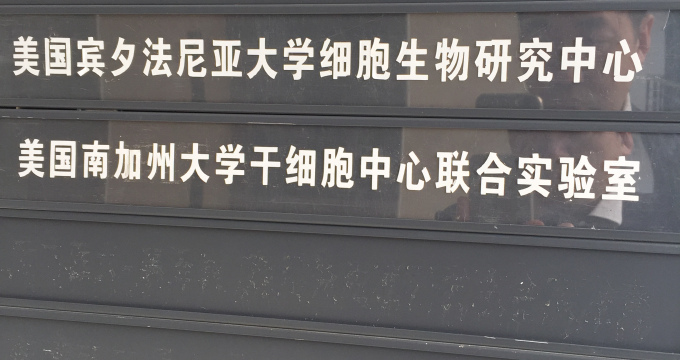 美国宾夕法尼亚大学细胞生物研究中心
美国南加州大学干细胞中心联合实验室